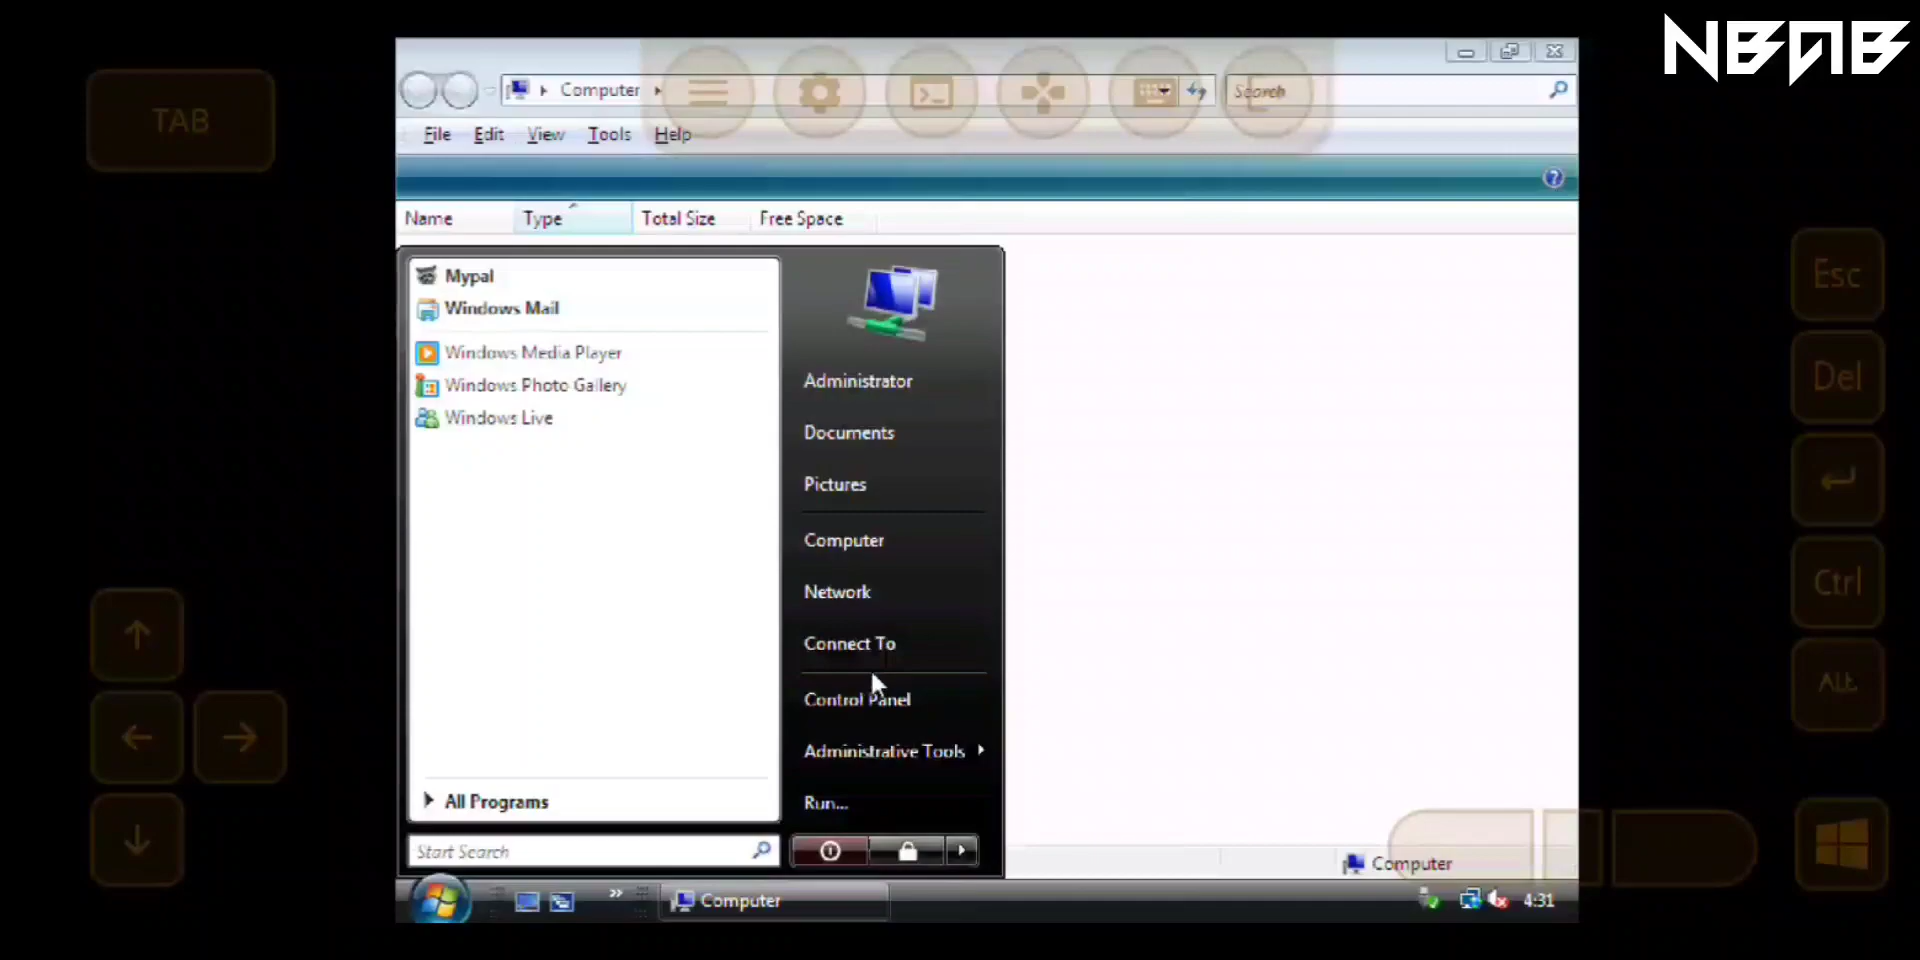 NBAB
TAB
Computer
Search
File Edit View Tools Help
Name Type Total Size Free Space
Mypal
Windows Mail
Windows Media Player
Windows Photo Gallery
Windows Live
All Programs
Start Search
Administrator
Documents
Pictures
Computer
Network
Connect To
Control Panel
Administrative Tools
Run...
Computer
Computer
4:31
Esc
Del
Ctrl
Alt